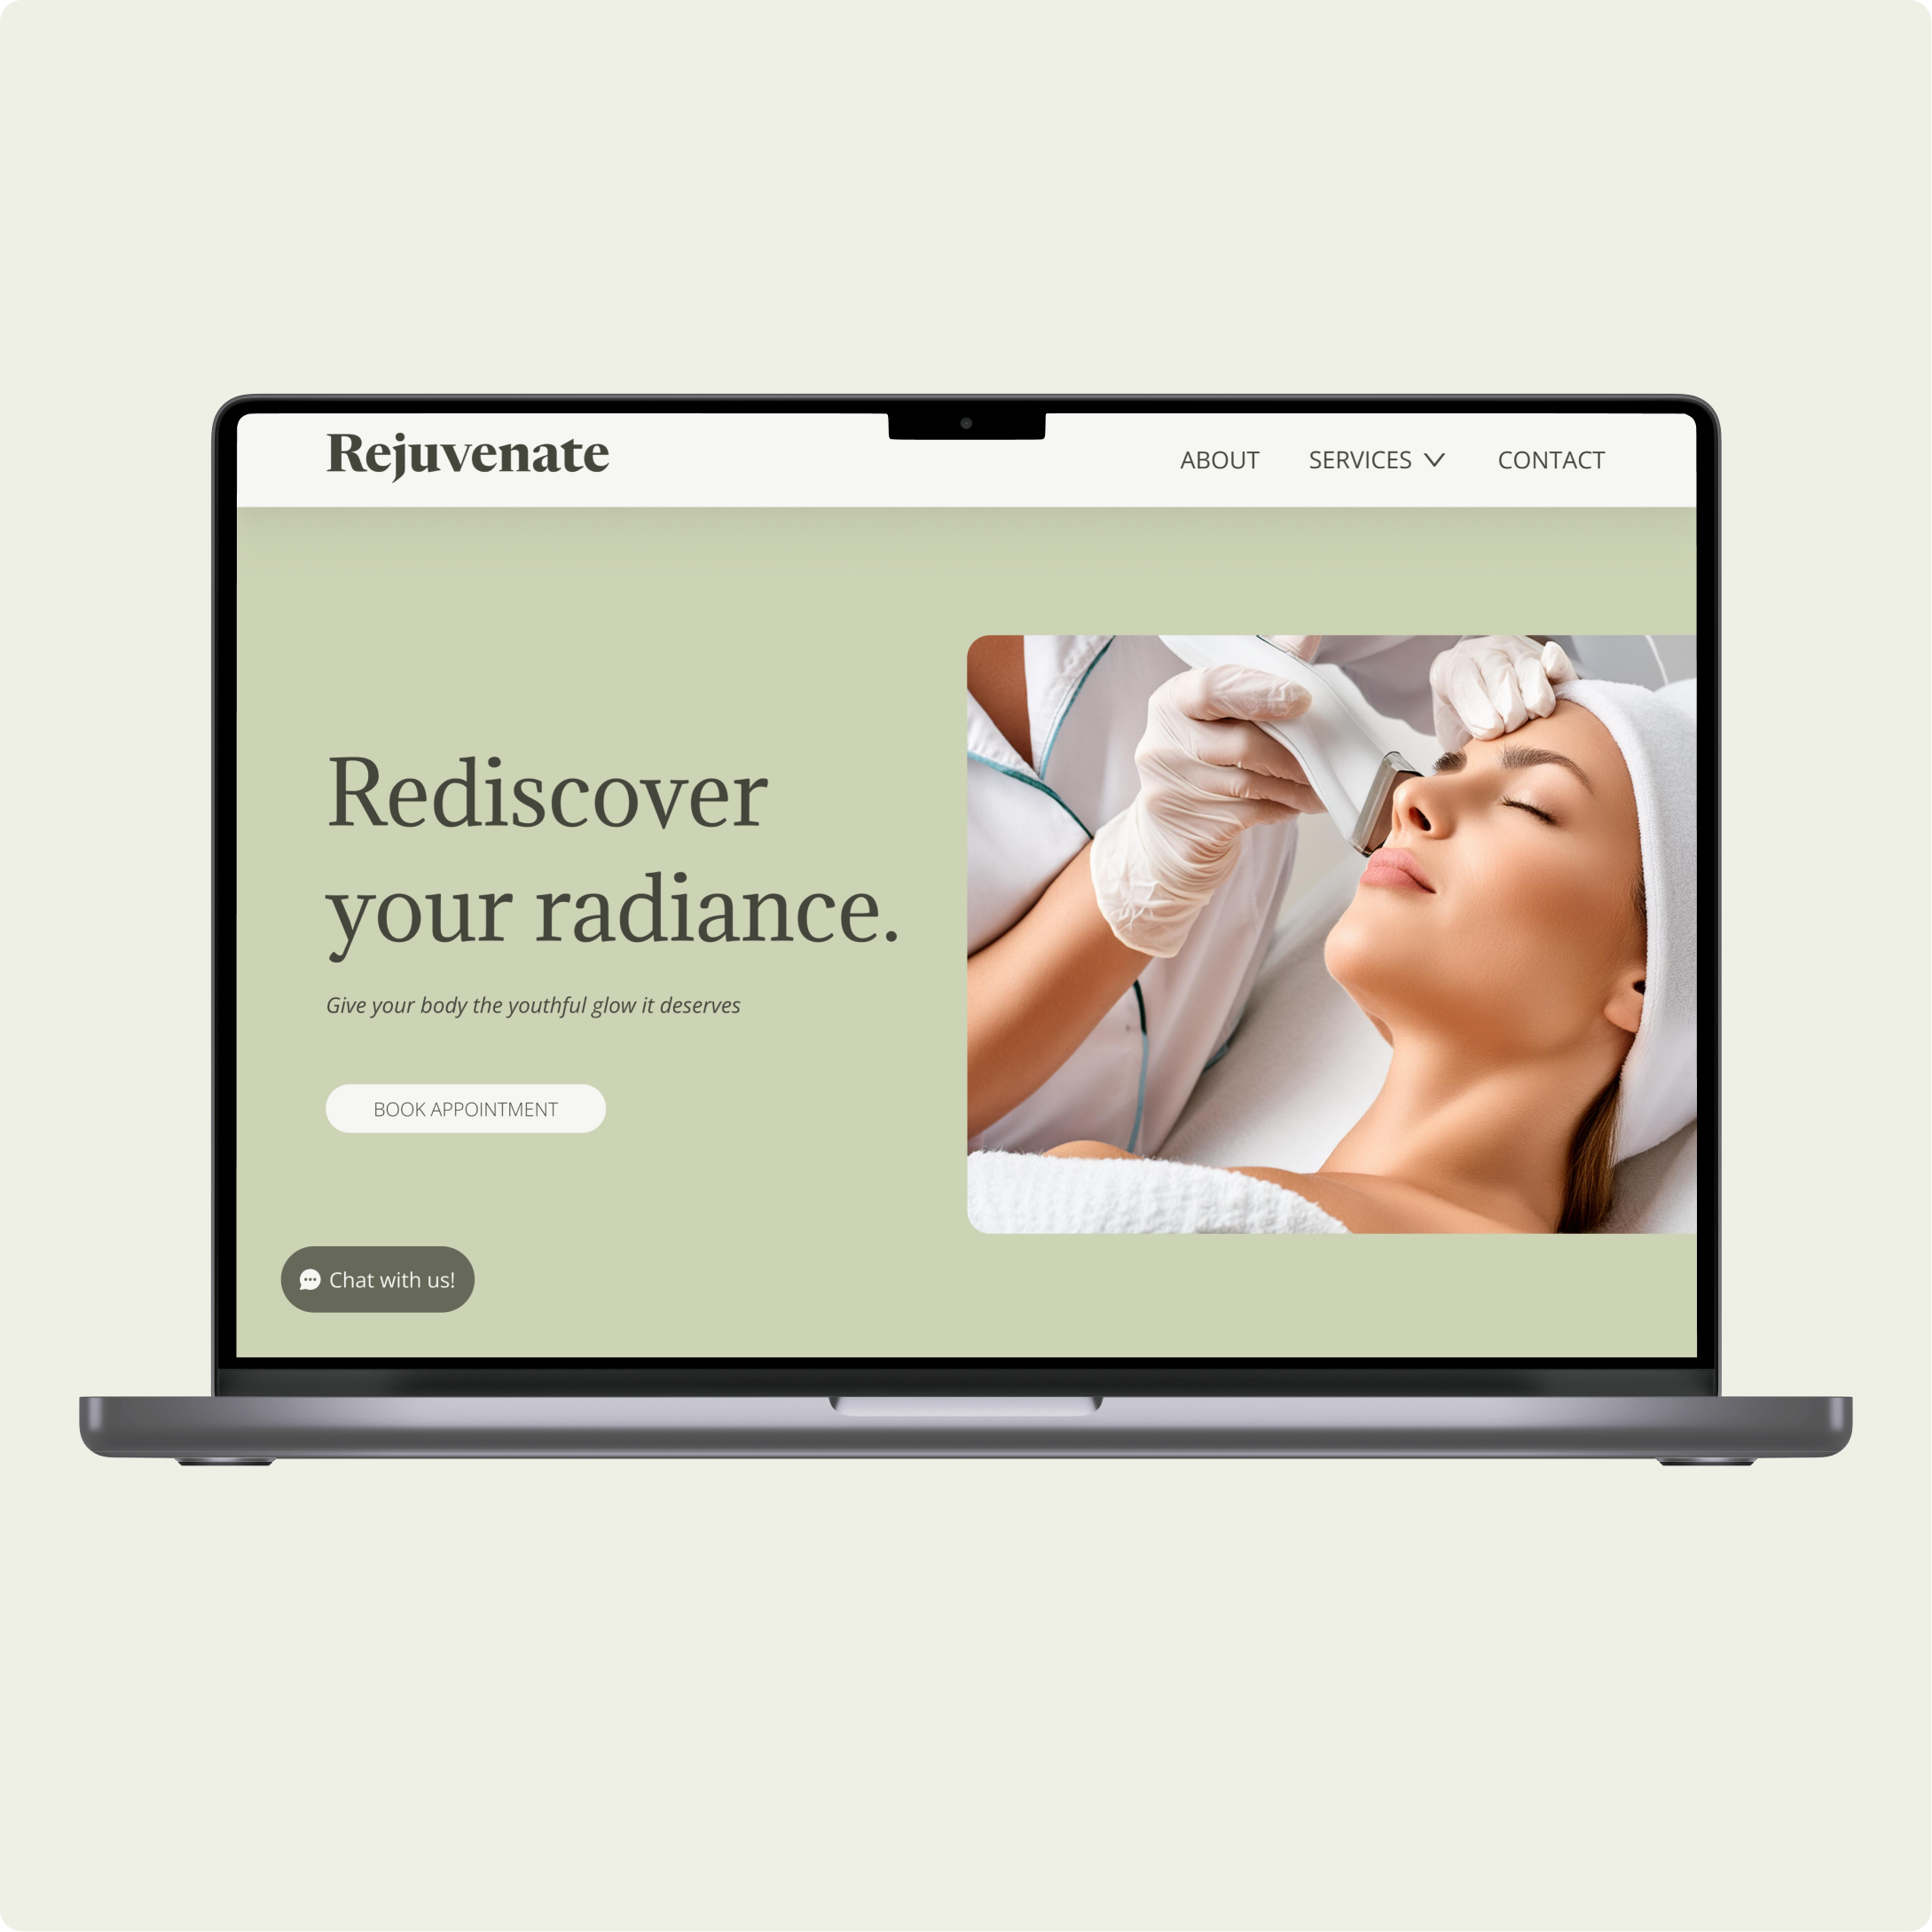 Rejuvenate
ABOUT
SERVICES
CONTACT
Rediscover
your radiance.
Give your body the youthful glow it deserves
BOOK APPOINTMENT
Chat with us!